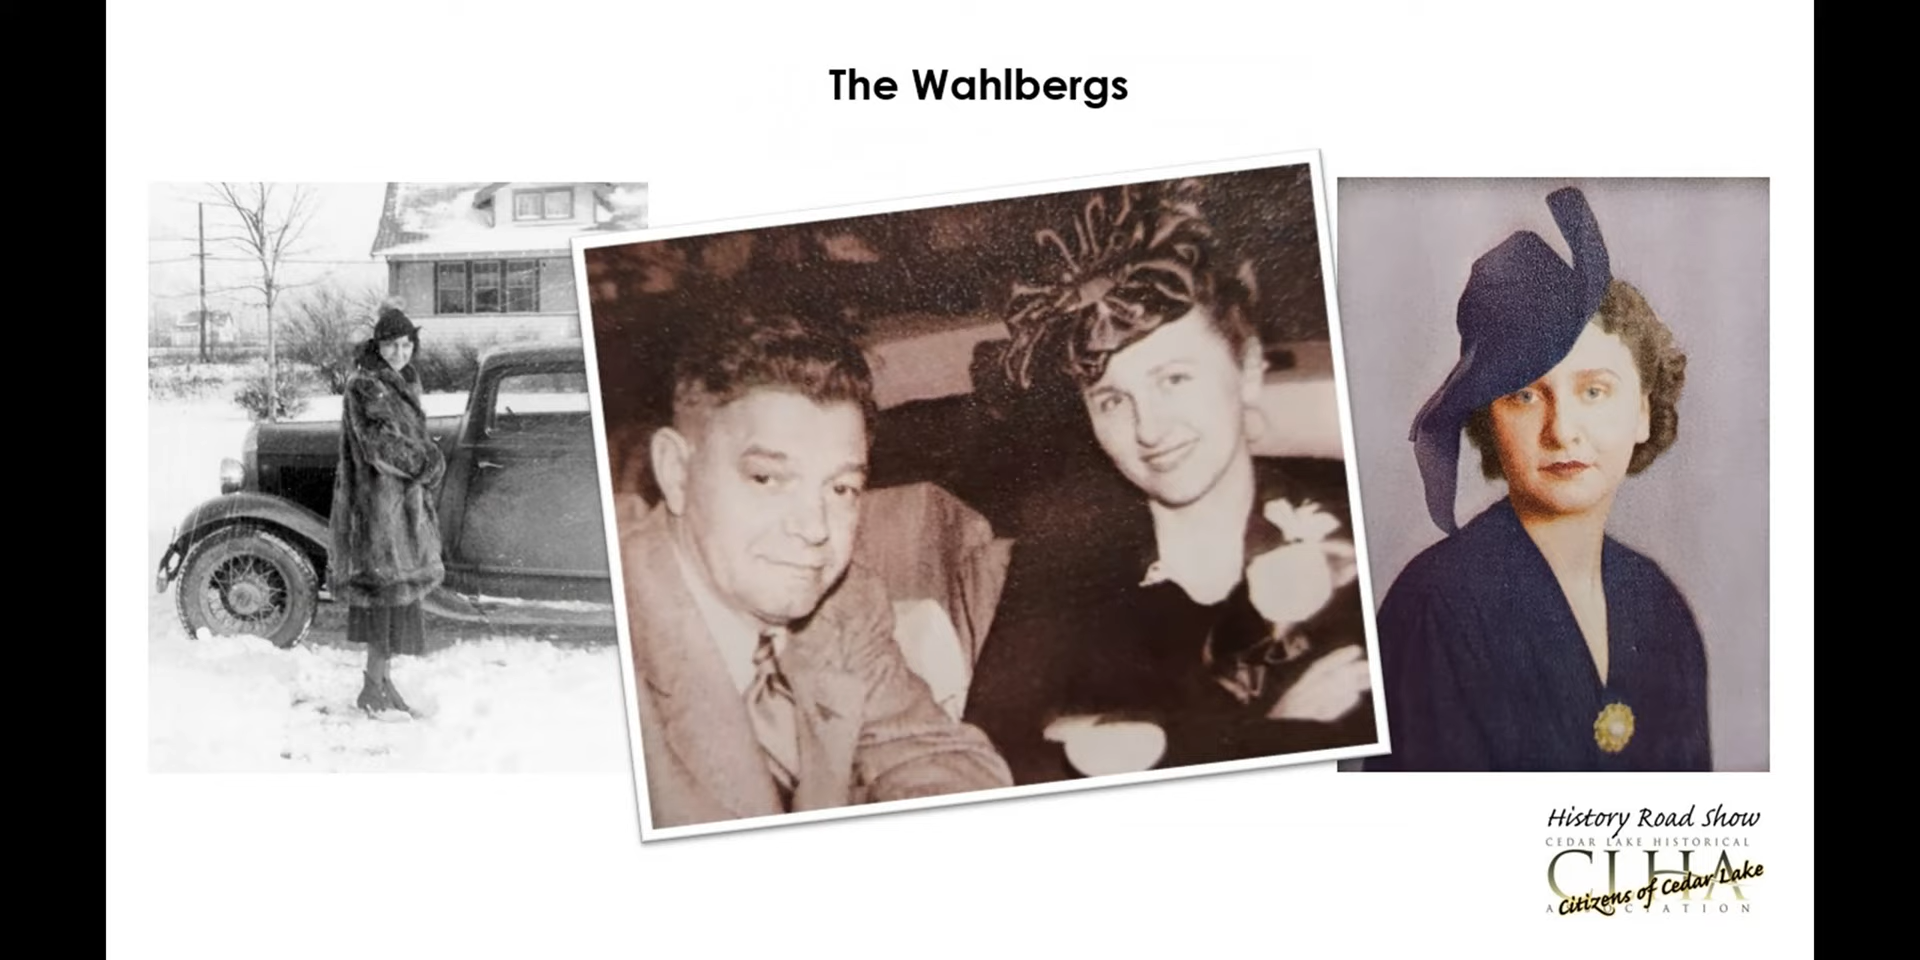 The Wahlbergs
History Road Show
CEDAR LAKE HISTORICAL
CLHA
Citizens of Cedar Lake
ASSOCIATION